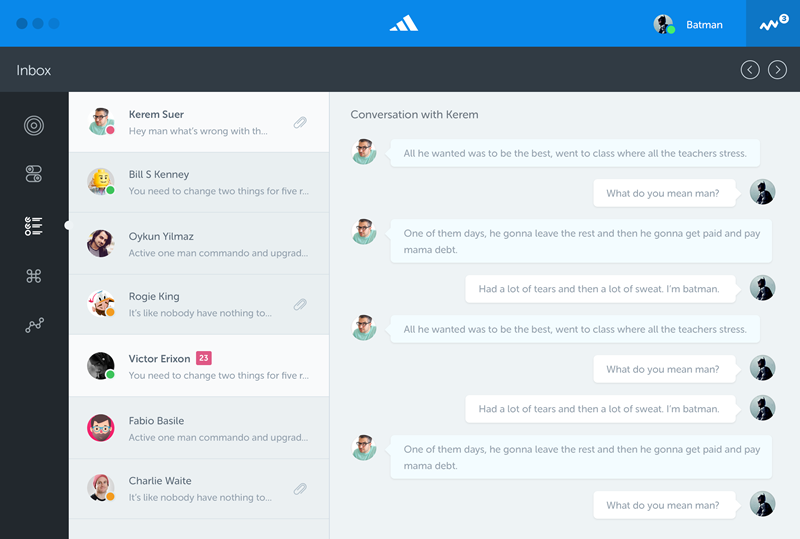 Batman
3
Inbox
Kerem Suer
Hey man what's wrong with th...
Bill S Kenney
You need to change two things for five r...
Oykun Yilmaz
Active one man commando and upgrad...
Rogie King
It's like nobody have nothing to...
Victor Erixon 23
You need to change two things for five r...
Fabio Basile
Active one man commando and upgrad...
Charlie Waite
It's like nobody have nothing to...
Conversation with Kerem
All he wanted was to be the best, went to class where all the teachers stress.
What do you mean man?
One of them days, he gonna leave the rest and then he gonna get paid and pay
mama debt.
Had a lot of tears and then a lot of sweat. I'm batman.
All he wanted was to be the best, went to class where all the teachers stress.
What do you mean man?
Had a lot of tears and then a lot of sweat. I'm batman.
One of them days, he gonna leave the rest and then he gonna get paid and pay
mama debt.
What do you mean man?